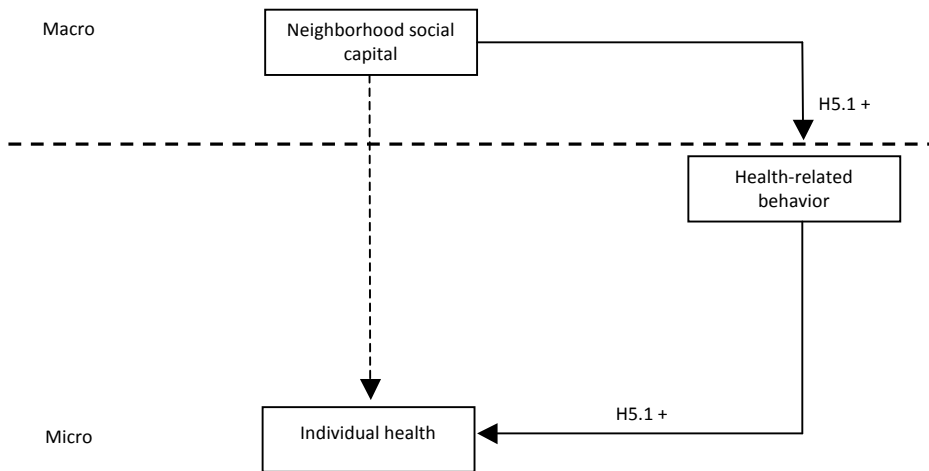 Macro
Neighborhood social
capital
H5.1 +
Health-related
behavior
H5.1 +
Individual health
Micro